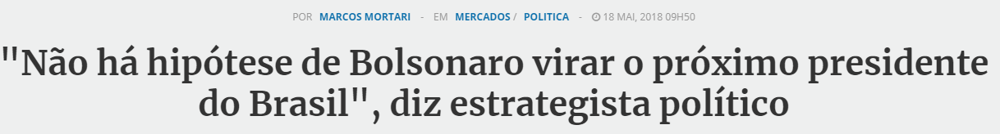 POR MARCOS MORTARI - EM MERCADOS / POLITICA - 18 MAI, 2018 09H50
"Não há hipótese de Bolsonaro virar o próximo presidente
do Brasil", diz estrategista político